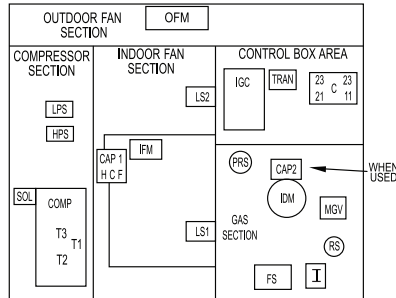 OUTDOOR FAN
SECTION
OFM
COMPRESSOR
SECTION
LPS
HPS
SOL
COMP
T3
T1
T2
INDOOR FAN
SECTION
LS2
CAP 1
H C F
IFM
LS1
CONTROL BOX AREA
IGC
TRAN
23 23
C
21 11
PRS
CAP2
WHEN
USED
IDM
MGV
GAS
SECTION
RS
FS
I